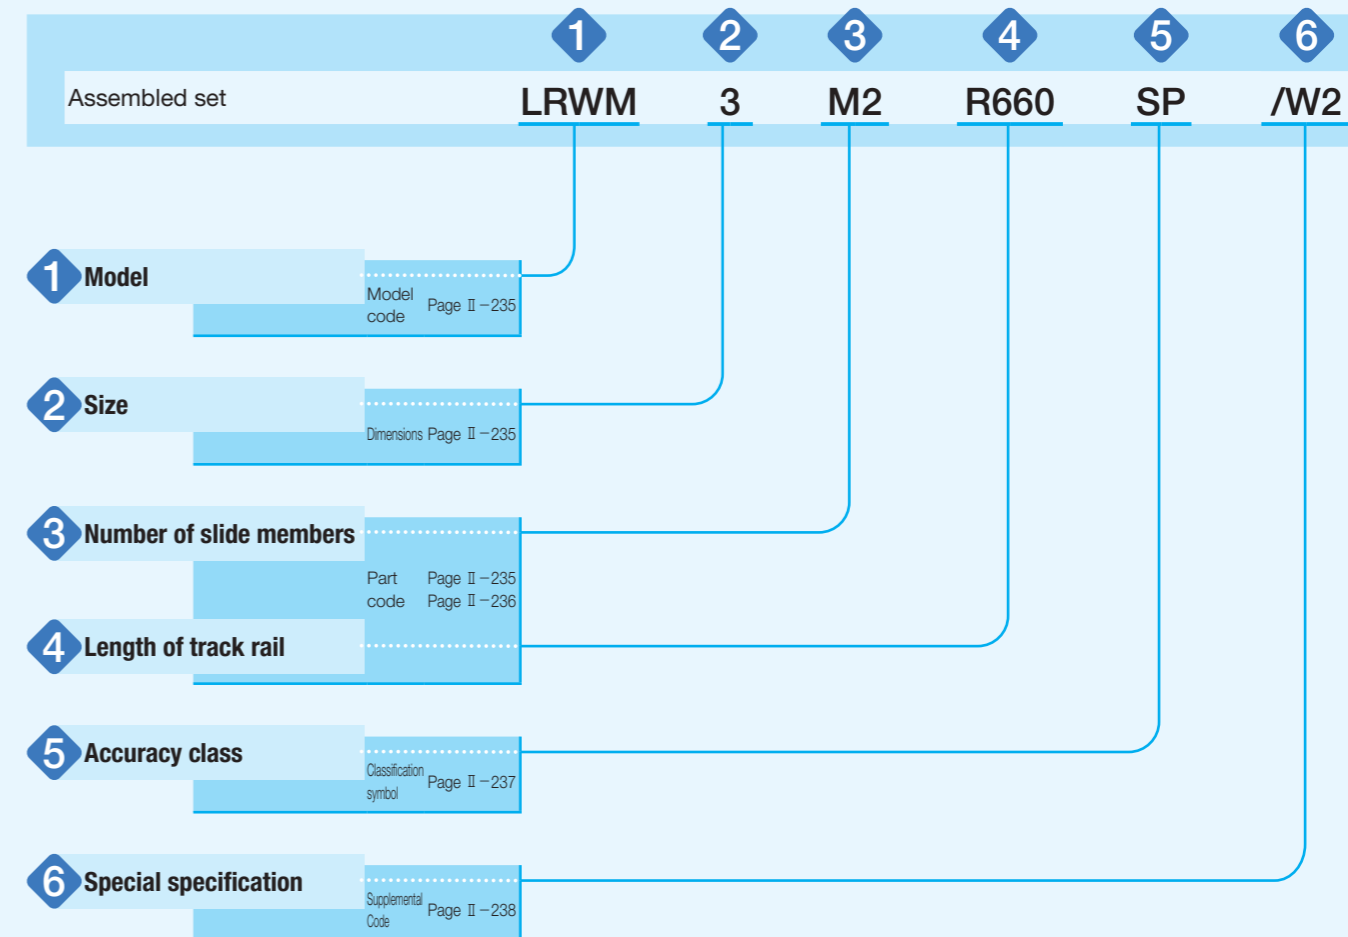 1 2 3 4 5 6
Assembled set LRWM 3 M2 R660 SP /W2
1 Model
Model
code Page Ⅱ－235
2 Size
Dimensions Page Ⅱ－235
3 Number of slide members
Part Page Ⅱ－235
code Page Ⅱ－236
4 Length of track rail
5 Accuracy class
Classification
symbol Page Ⅱ－237
6 Special specification
Supplemental
Code Page Ⅱ－238